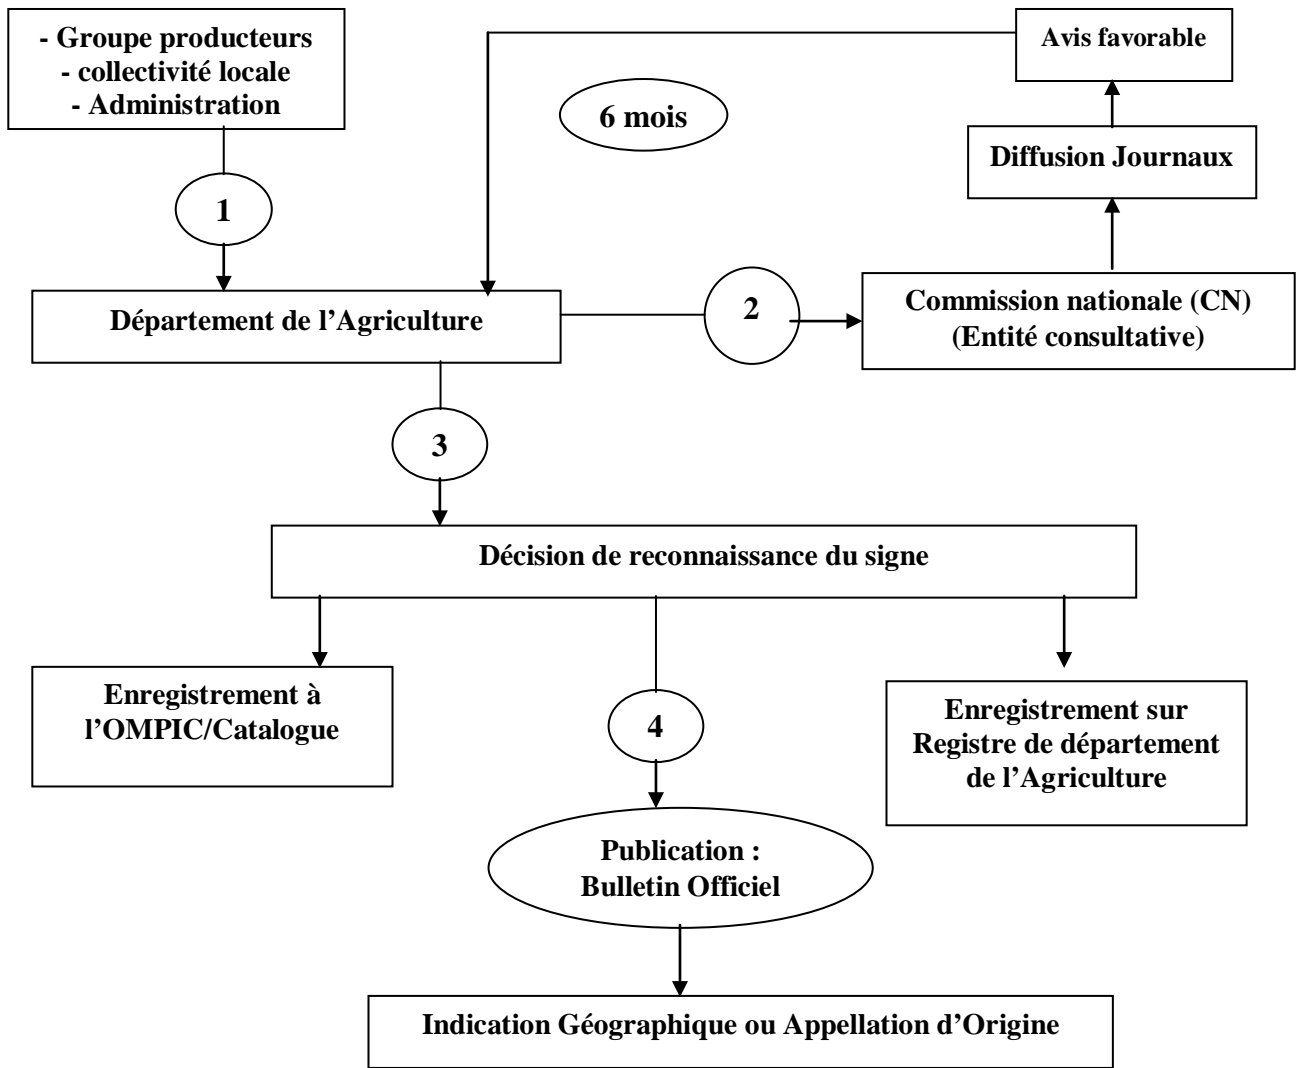 - Groupe producteurs
- collectivité locale
- Administration
Avis favorable
6 mois
Diffusion Journaux
1
Département de l’Agriculture
2
Commission nationale (CN)
(Entité consultative)
3
Décision de reconnaissance du signe
Enregistrement à
l’OMPIC/Catalogue
4
Enregistrement sur
Registre de département
de l’Agriculture
Publication :
Bulletin Officiel
Indication Géographique ou Appellation d’Origine